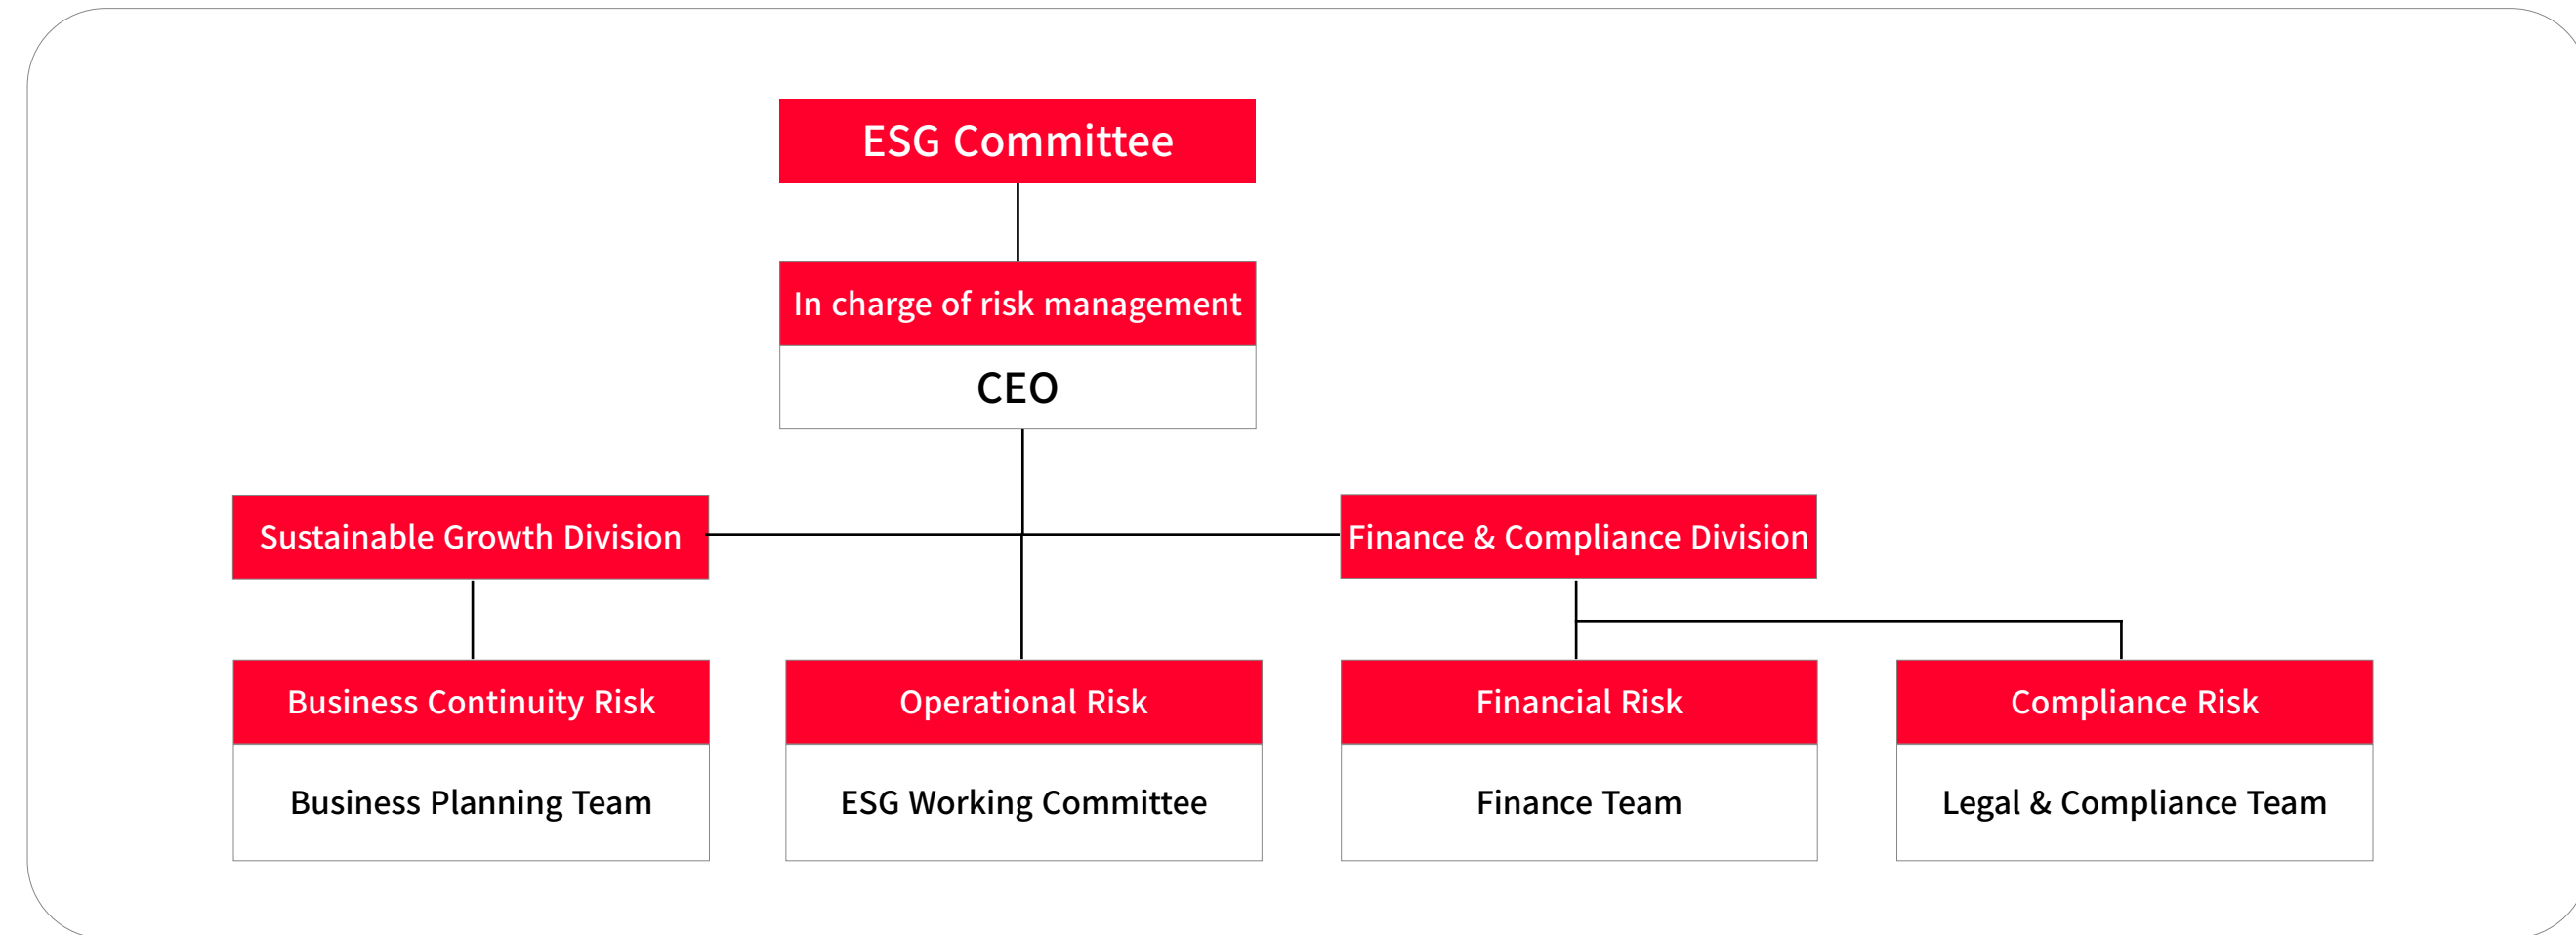 ESG Committee
In charge of risk management
CEO
Sustainable Growth Division
Finance & Compliance Division
Business Continuity Risk
Business Planning Team
Operational Risk
ESG Working Committee
Financial Risk
Finance Team
Compliance Risk
Legal & Compliance Team